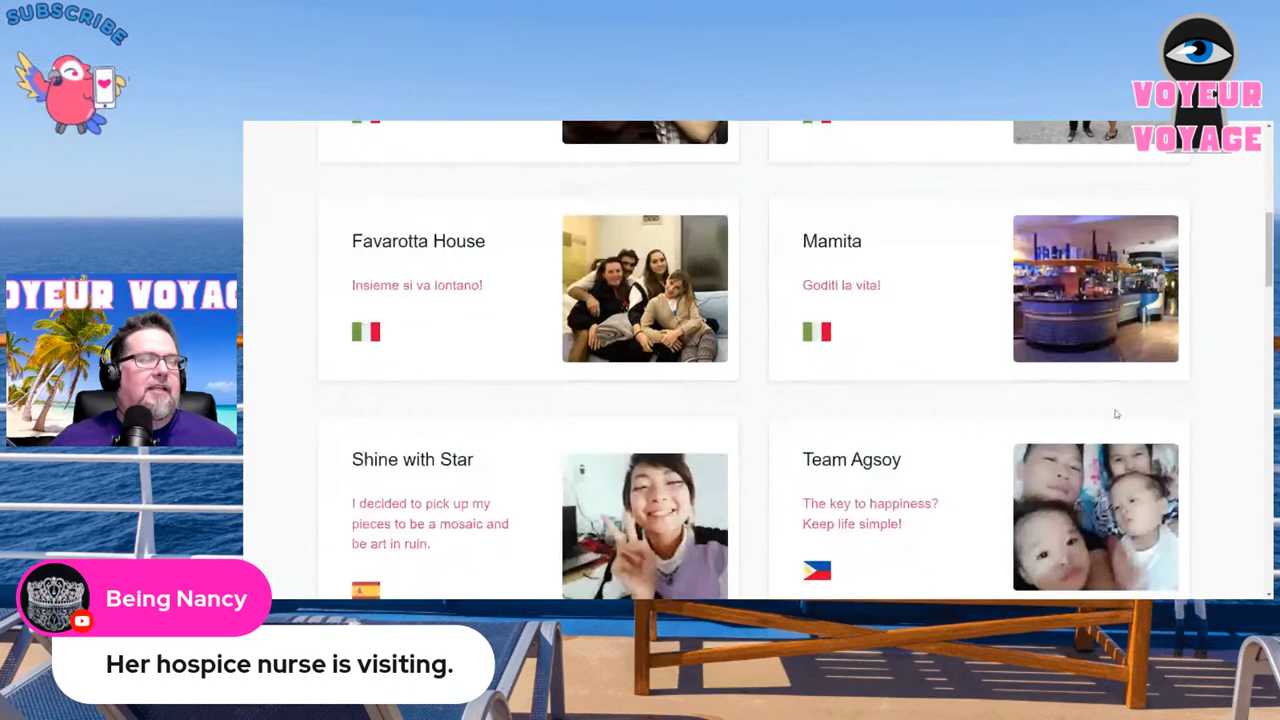 SUBSCRIBE
VOYEUR
VOYAGE
Favarotta House
Insieme si va lontano!
Mamita
Goditi la vita!
OYEUR VOYAG
Shine with Star
I decided to pick up my
pieces to be a mosaic and
be art in ruin.
Team Agsoy
The key to happiness?
Keep life simple!
Being Nancy
Her hospice nurse is visiting.